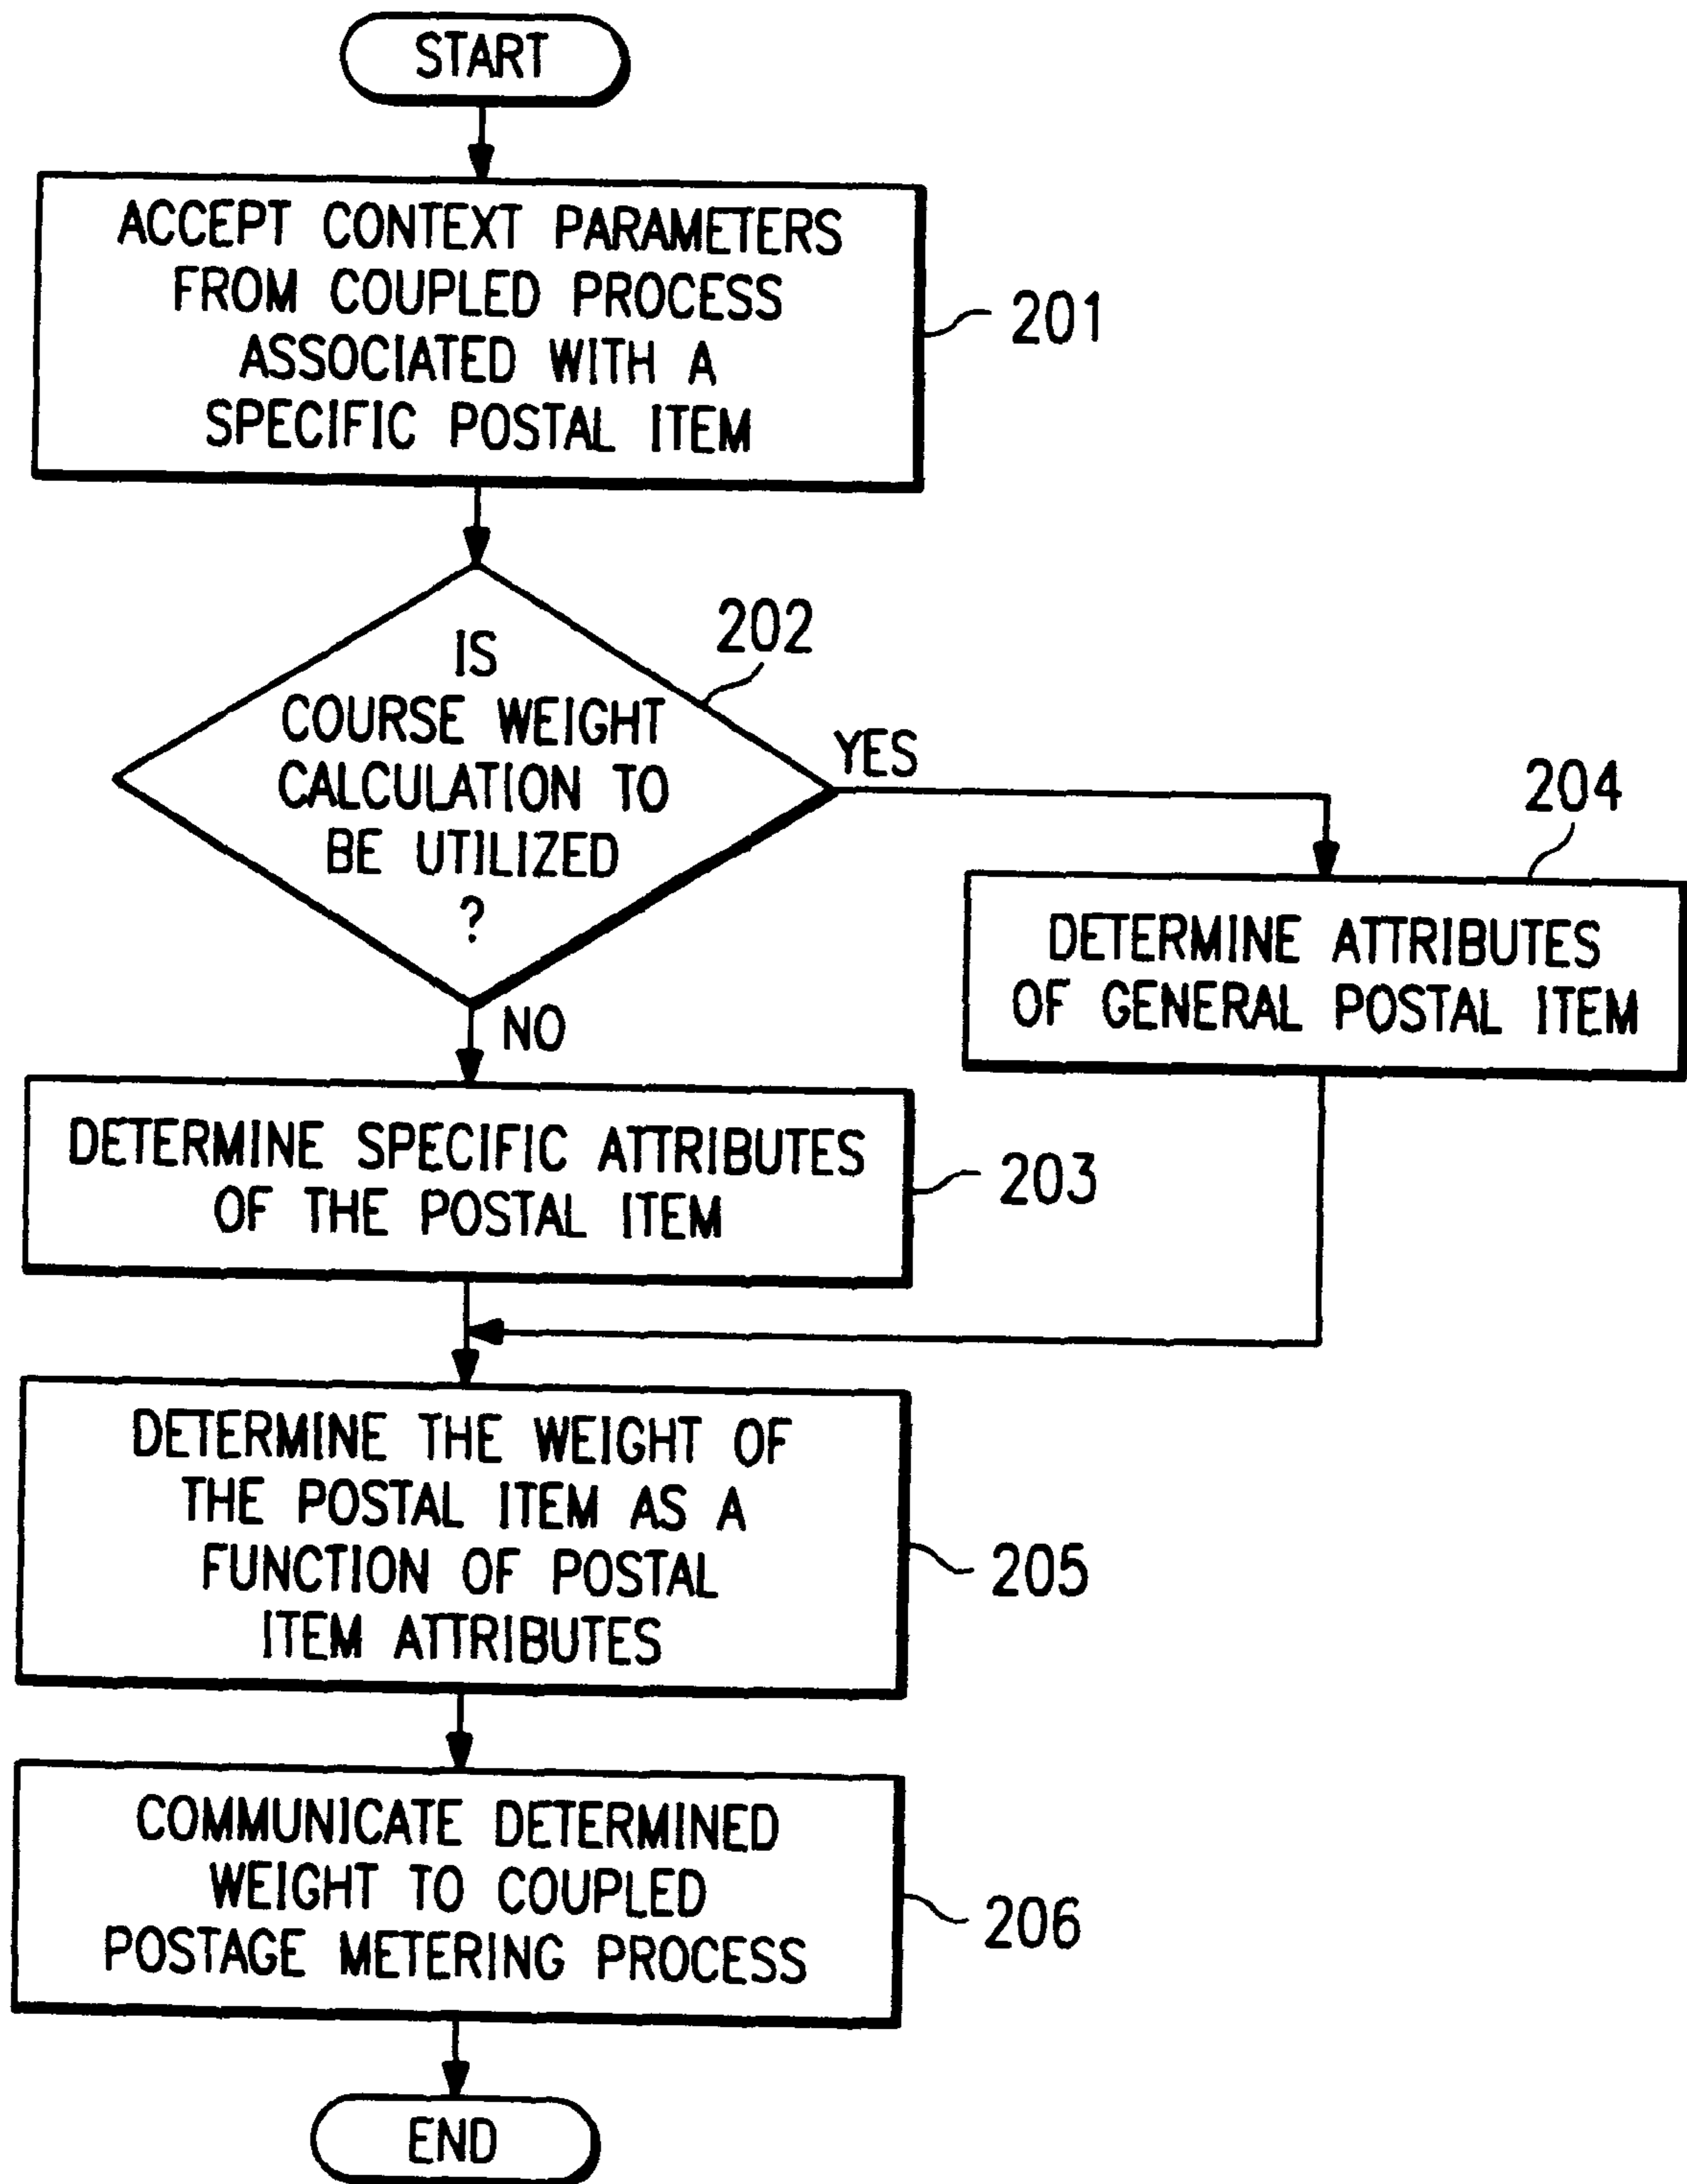 START
ACCEPT CONTEXT PARAMETERS
FROM COUPLED PROCESS
ASSOCIATED WITH A
SPECIFIC POSTAL ITEM
201
IS
COURSE WEIGHT
CALCULATION TO
BE UTILIZED
?
202
YES
204
DETERMINE ATTRIBUTES
OF GENERAL POSTAL ITEM
NO
DETERMINE SPECIFIC ATTRIBUTES
OF THE POSTAL ITEM
203
DETERMINE THE WEIGHT OF
THE POSTAL ITEM AS A
FUNCTION OF POSTAL
ITEM ATTRIBUTES
205
COMMUNICATE DETERMINED
WEIGHT TO COUPLED
POSTAGE METERING PROCESS
206
END